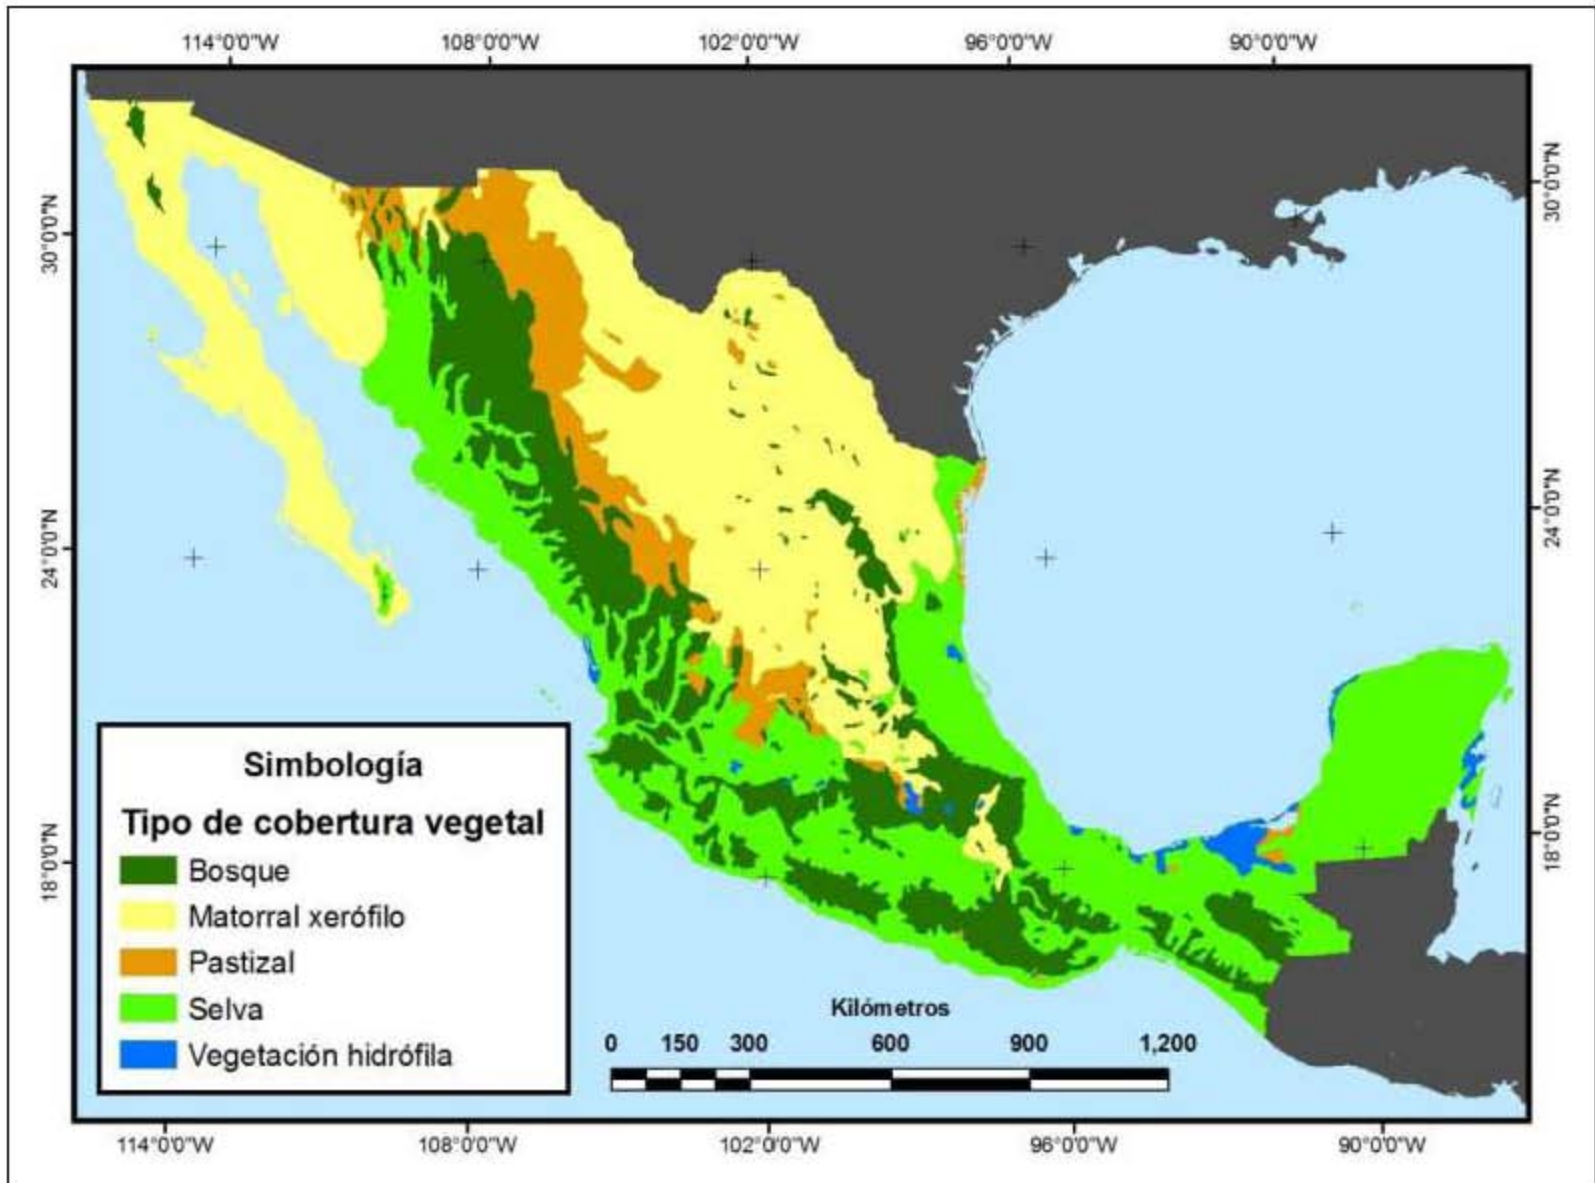 114°0'0"W 108°0'0"W 102°0'0"W 96°0'0"W 90°0'0"W
30°0'0"N
24°0'0"N
18°0'0"N
30°0'0"N
24°0'0"N
18°0'0"N
Simbología
Tipo de cobertura vegetal
Bosque
Matorral xerófilo
Pastizal
Selva
Vegetación hidrófila
Kilómetros
0 150 300 600 900 1,200
114°0'0"W 108°0'0"W 102°0'0"W 96°0'0"W 90°0'0"W